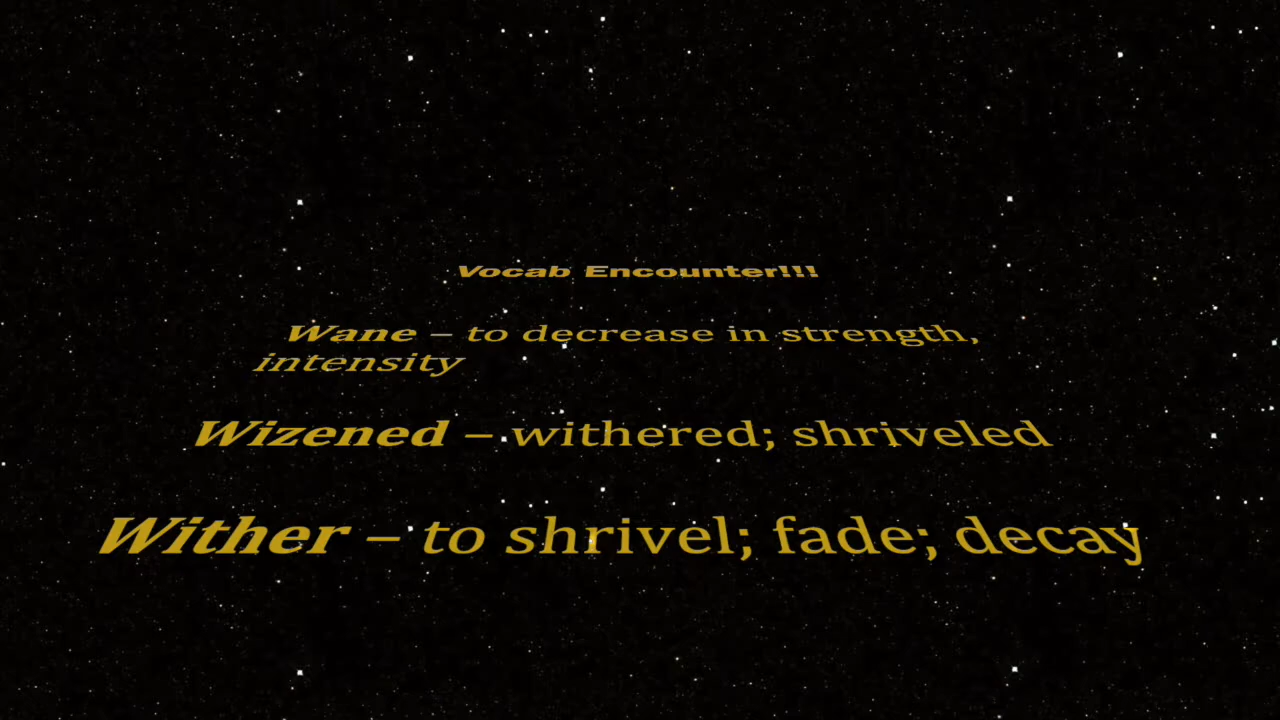 Vocab Encounter!!!
Wane – to decrease in strength,
intensity
Wizened – withered; shriveled
Wither – to shrivel; fade; decay